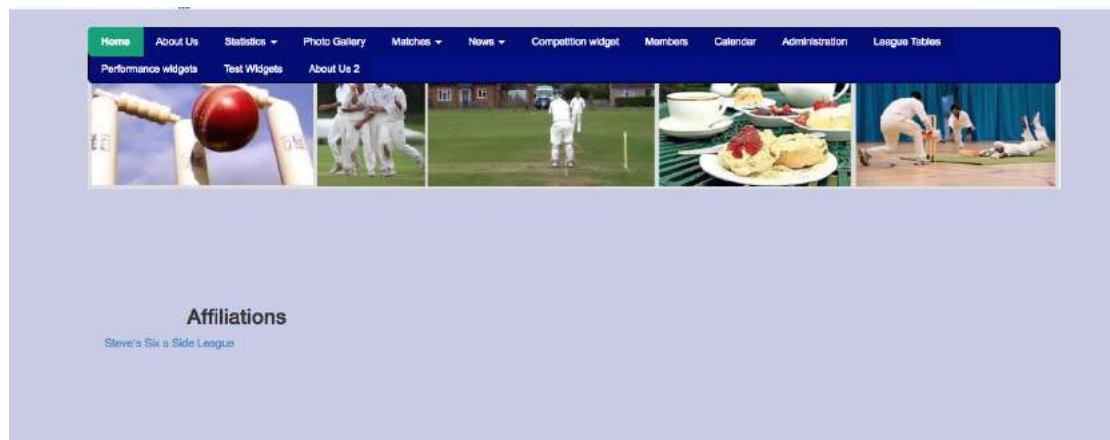 Home About Us Statistics Photo Gallery Matches News Competition widget Members Calendar Administration League Tables
Performance widgets Test Widgets About Us 2
Affiliations
Steve's Six a Side League